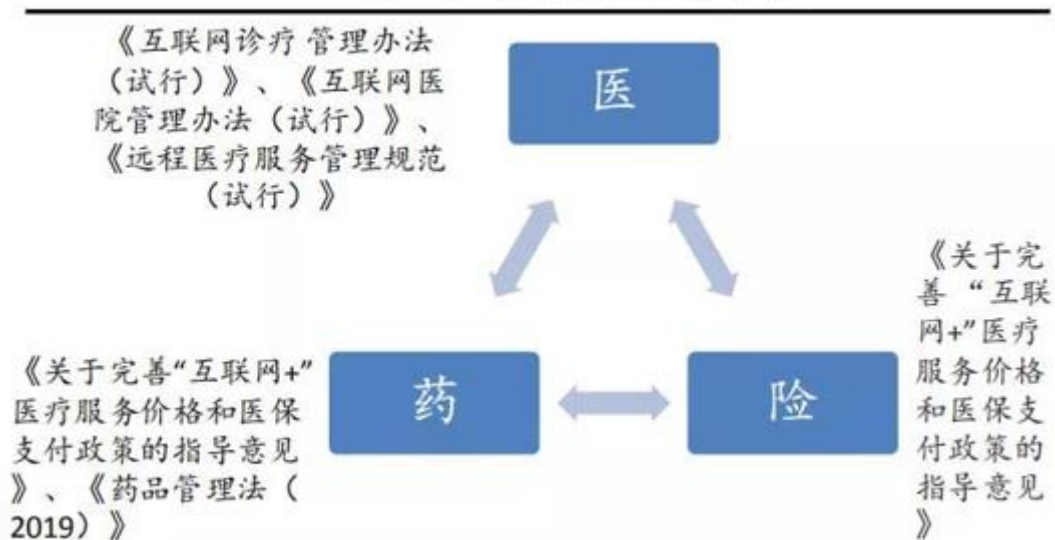 《互联网诊疗 管理办法
（试行）》、《互联网医
院管理办法（试行）》、
《远程医疗服务管理规范
（试行）》
医
《关于完
善“互联
网+”医疗
服务价格
和医保支
付政策的
指导意见
》
《关于完善“互联网+”
医疗服务价格和医保
支付政策的指导意见
》、《药品管理法（
2019）》
药
险